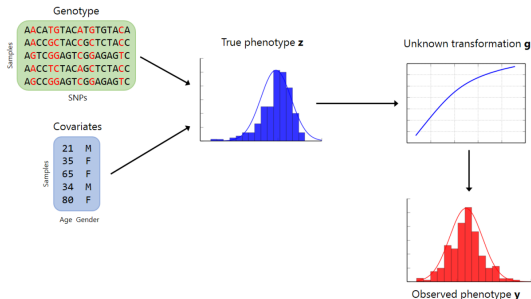 Genotype
Samples
AACATGTACATGTGTACA
AACCGCTACCGCTCTACC
AGTCGGAGTCGGAGAGTC
AACCTCTACAGCTCTACC
AGCCGGAGTCGGAGAGTC
SNPs
Covariates
Samples
21 M
35 F
65 F
34 M
80 F
Age Gender
True phenotype z
Unknown transformation g
Observed phenotype y